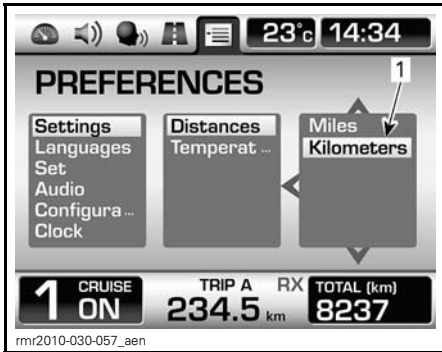 23°c 14:34
PREFERENCES
1
Settings
Languages
Set
Audio
Configura...
Clock
Distances
Temperat...
Miles
Kilometers
1 CRUISE ON
TRIP A
234.5 km
RX
TOTAL (km)
8237
rmr2010-030-057_aen